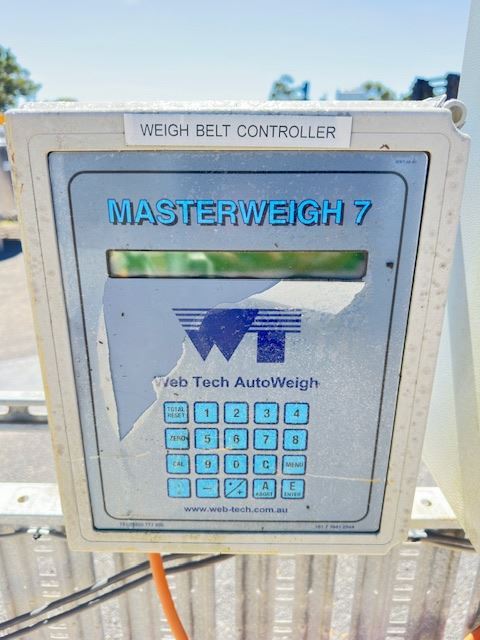 WEIGH BELT CONTROLLER
MASTERWEIGH 7
WT
Web Tech AutoWeigh
TOTAL RESET 1 2 3 4
ZERO 5 6 7 8
CAL 9 0 C MENU
- A ABORT E ENTER
www.web-tech.com.au